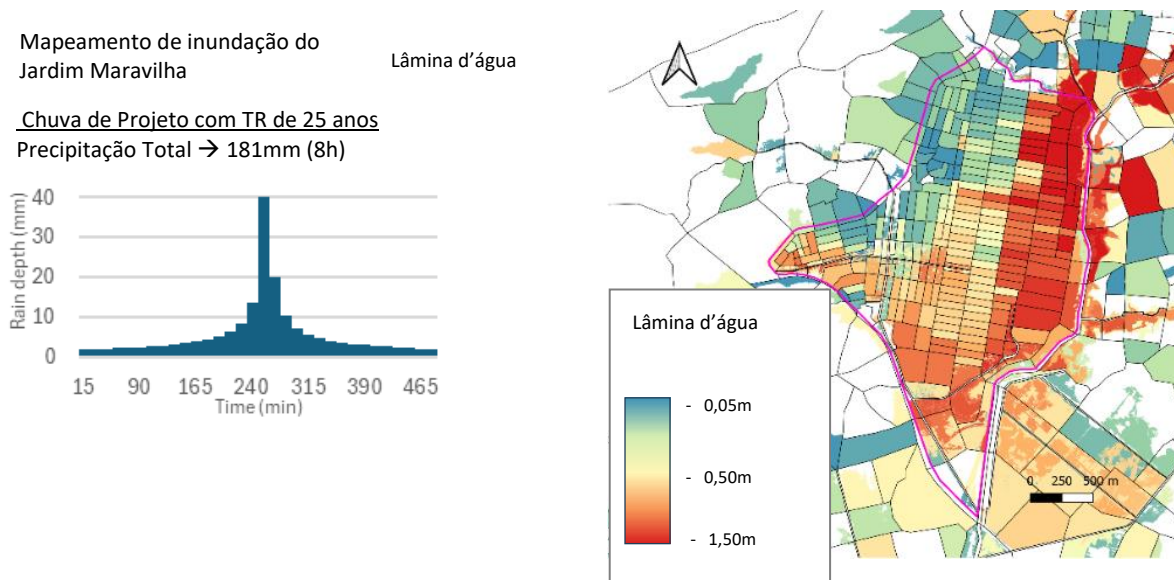 Mapeamento de inundação do
Jardim Maravilha
Lâmina d'água
Chuva de Projeto com TR de 25 anos
Precipitação Total → 181mm (8h)
40
30
20
10
0
Rain depth (mm)
15 90 165 240 315 390 465
Time (min)
Lâmina d'água
- 0,05m
- 0,50m
- 1,50m
0 250 500 m